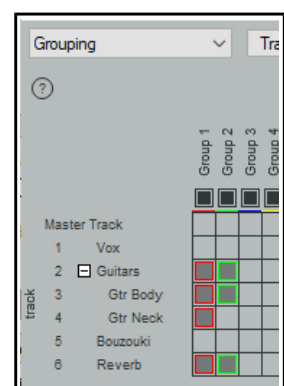 Grouping Tra
?
Group 1 Group 2 Group 3 Group 4
Master Track
1 Vox
2 Guitars
3 Gtr Body
4 Gtr Neck
5 Bouzouki
6 Reverb
track